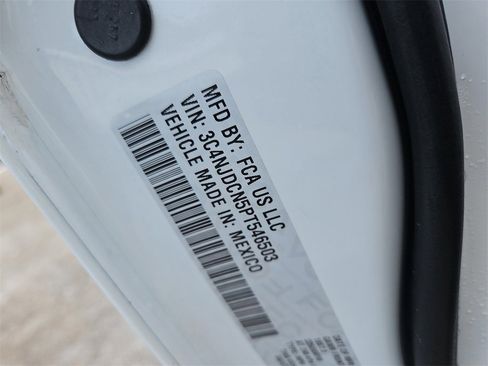 MFD BY: FCA US LLC
VIN: 3C4NJDCN5PT546503
VEHICLE MADE IN: MEXICO